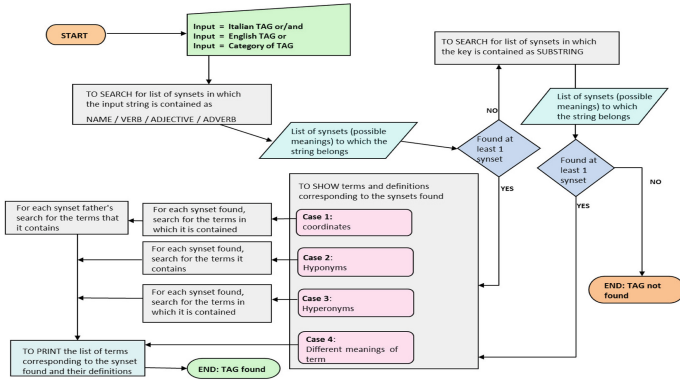 START
Input = Italian TAG or/and
Input = English TAG or
Input = Category of TAG
TO SEARCH for list of synsets in which
the input string is contained as
NAME / VERB / ADJECTIVE / ADVERB
List of synsets (possible
meanings) to which the
string belongs
Found at
least 1
synset
NO
YES
TO SEARCH for list of synsets in which
the key is contained as SUBSTRING
List of synsets (possible
meanings) to which
the string belongs
Found at
least 1
synset
NO
YES
END: TAG not
found
TO SHOW terms and definitions
corresponding to the synsets found
Case 1:
coordinates
Case 2:
Hyponyms
Case 3:
Hyperonyms
Case 4:
Different meanings of
term
For each synset found,
search for the terms in
which it is contained
For each synset father's
search for the terms that
it contains
For each synset found,
search for the terms it
contains
For each synset found,
search for the terms in
which it is contained
TO PRINT the list of terms
corresponding to the synset
found and their definitions
END: TAG found